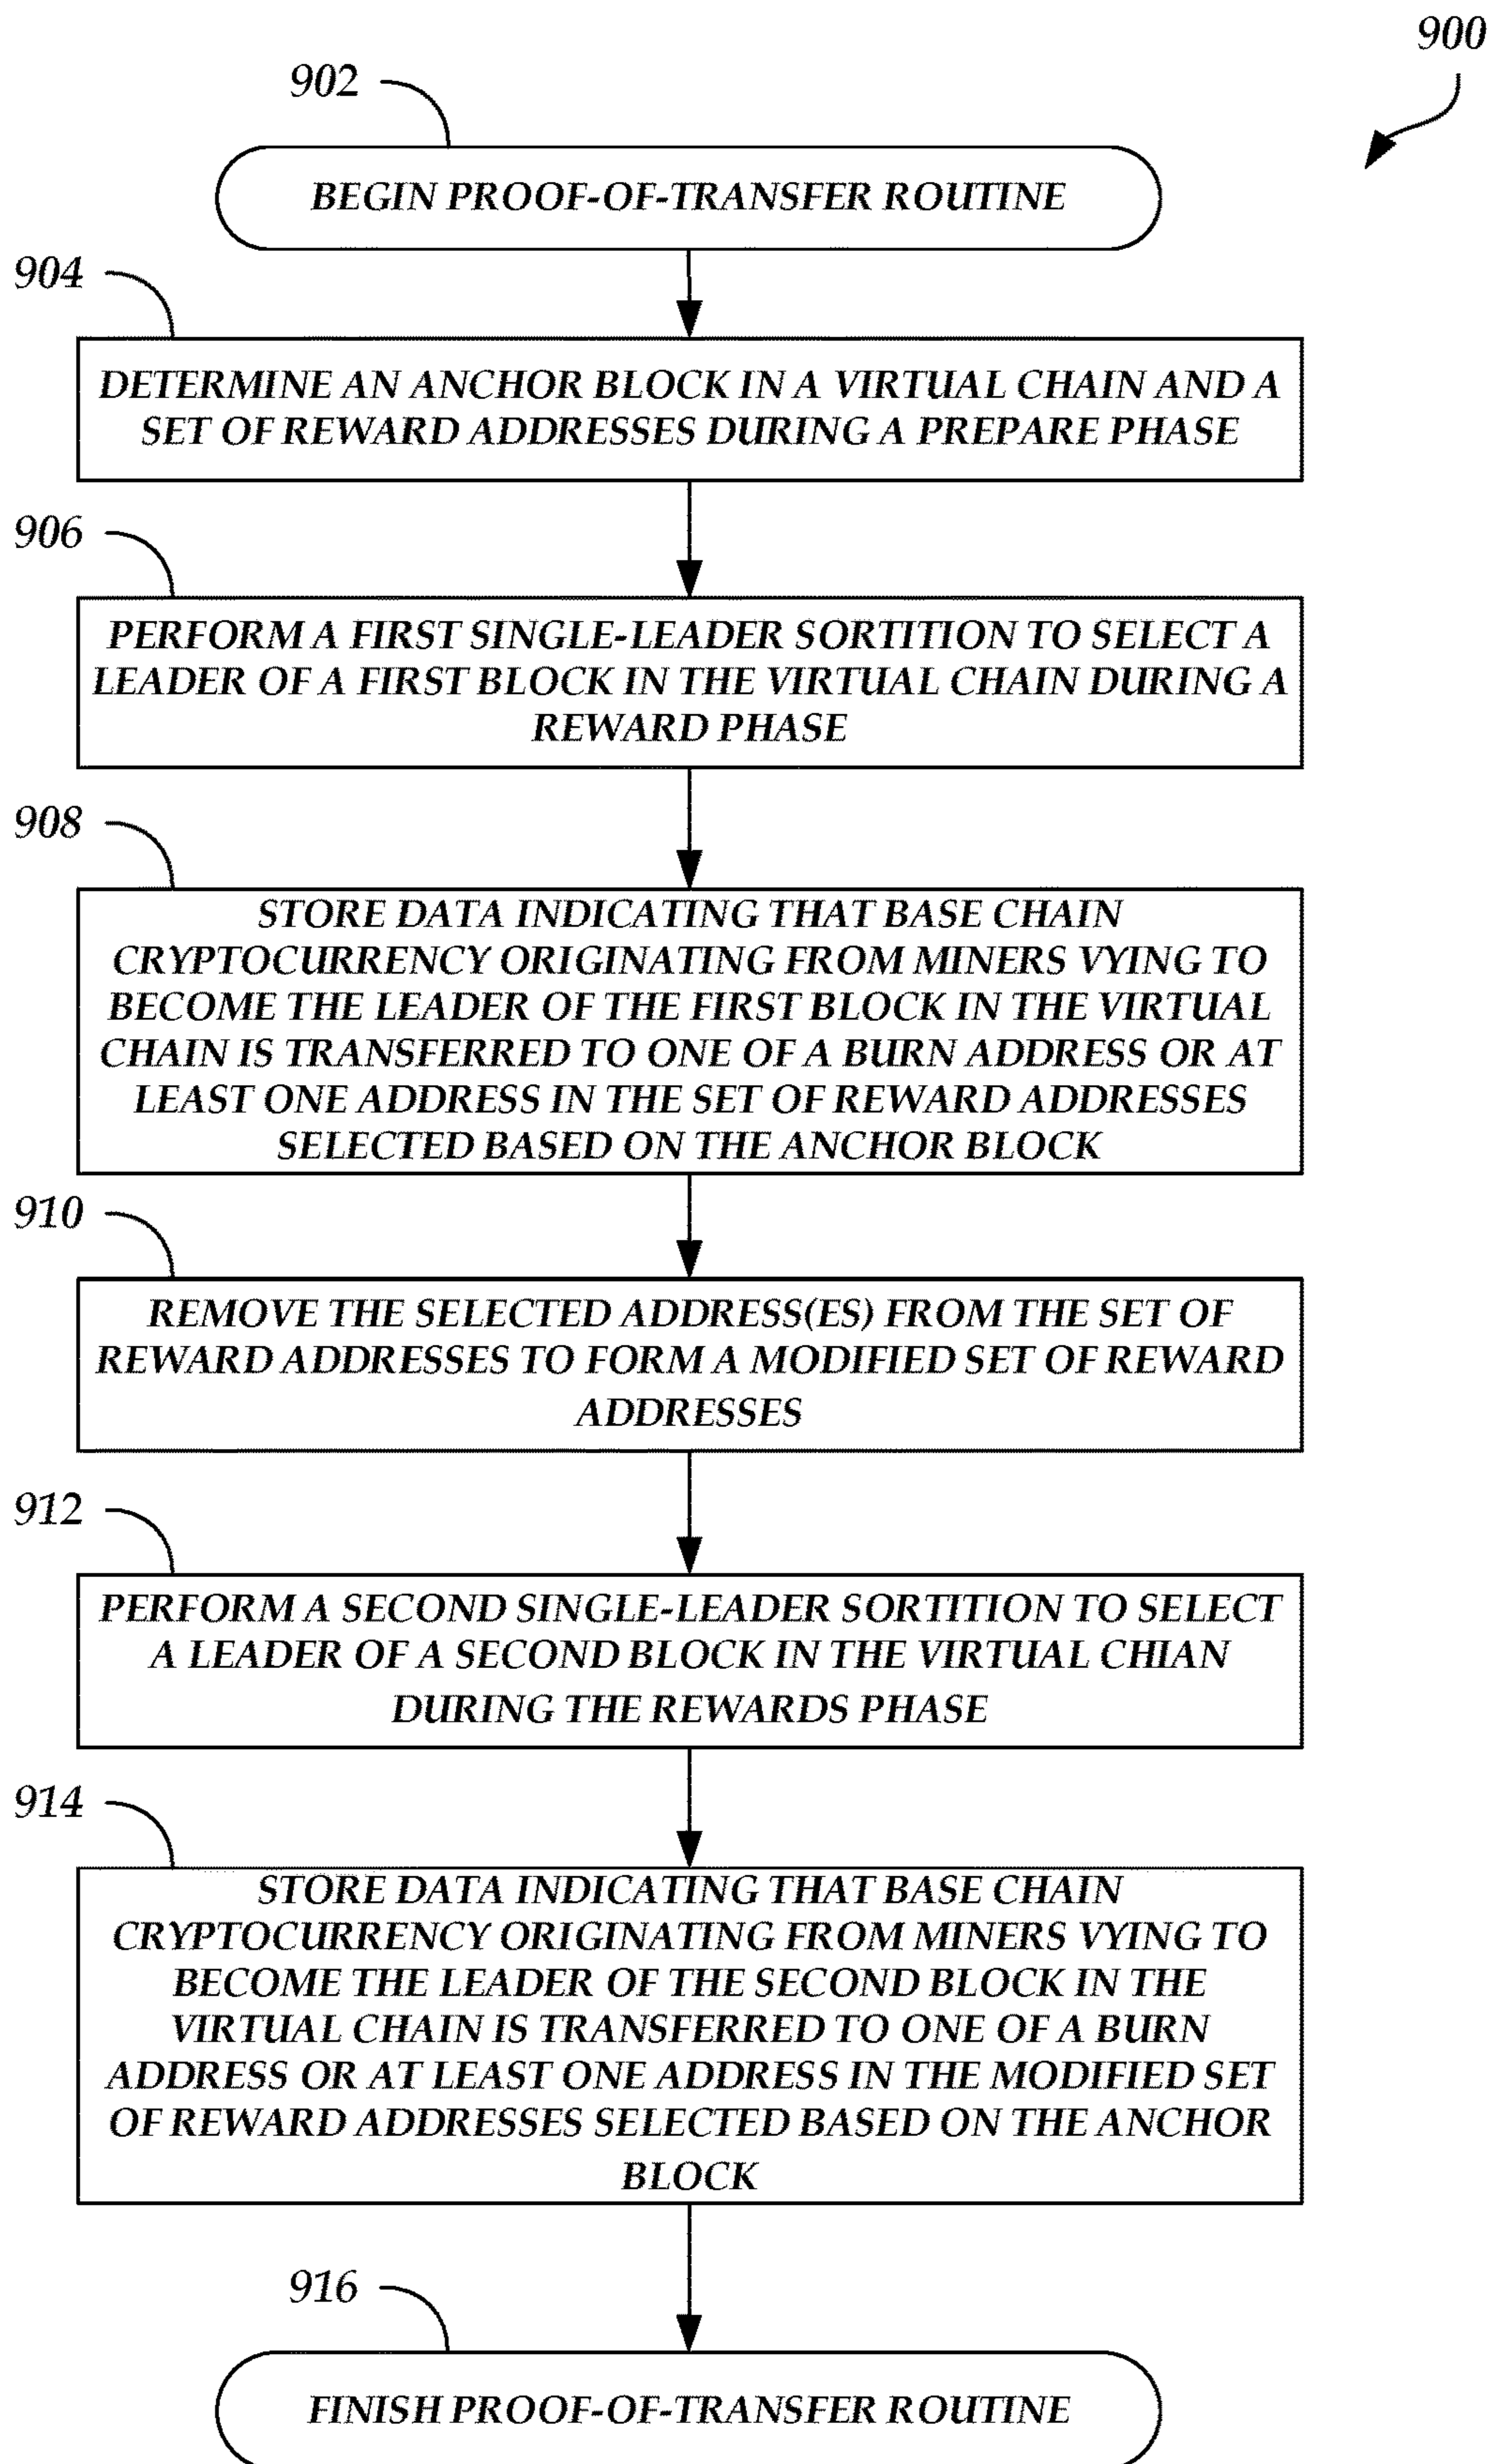 900
902
BEGIN PROOF-OF-TRANSFER ROUTINE
904
DETERMINE AN ANCHOR BLOCK IN A VIRTUAL CHAIN AND A
SET OF REWARD ADDRESSES DURING A PREPARE PHASE
906
PERFORM A FIRST SINGLE-LEADER SORTITION TO SELECT A
LEADER OF A FIRST BLOCK IN THE VIRTUAL CHAIN DURING A
REWARD PHASE
908
STORE DATA INDICATING THAT BASE CHAIN
CRYPTOCURRENCY ORIGINATING FROM MINERS VYING TO
BECOME THE LEADER OF THE FIRST BLOCK IN THE VIRTUAL
CHAIN IS TRANSFERRED TO ONE OF A BURN ADDRESS OR AT
LEAST ONE ADDRESS IN THE SET OF REWARD ADDRESSES
SELECTED BASED ON THE ANCHOR BLOCK
910
REMOVE THE SELECTED ADDRESS(ES) FROM THE SET OF
REWARD ADDRESSES TO FORM A MODIFIED SET OF REWARD
ADDRESSES
912
PERFORM A SECOND SINGLE-LEADER SORTITION TO SELECT
A LEADER OF A SECOND BLOCK IN THE VIRTUAL CHIAN
DURING THE REWARDS PHASE
914
STORE DATA INDICATING THAT BASE CHAIN
CRYPTOCURRENCY ORIGINATING FROM MINERS VYING TO
BECOME THE LEADER OF THE SECOND BLOCK IN THE
VIRTUAL CHAIN IS TRANSFERRED TO ONE OF A BURN
ADDRESS OR AT LEAST ONE ADDRESS IN THE MODIFIED SET
OF REWARD ADDRESSES SELECTED BASED ON THE ANCHOR
BLOCK
916
FINISH PROOF-OF-TRANSFER ROUTINE